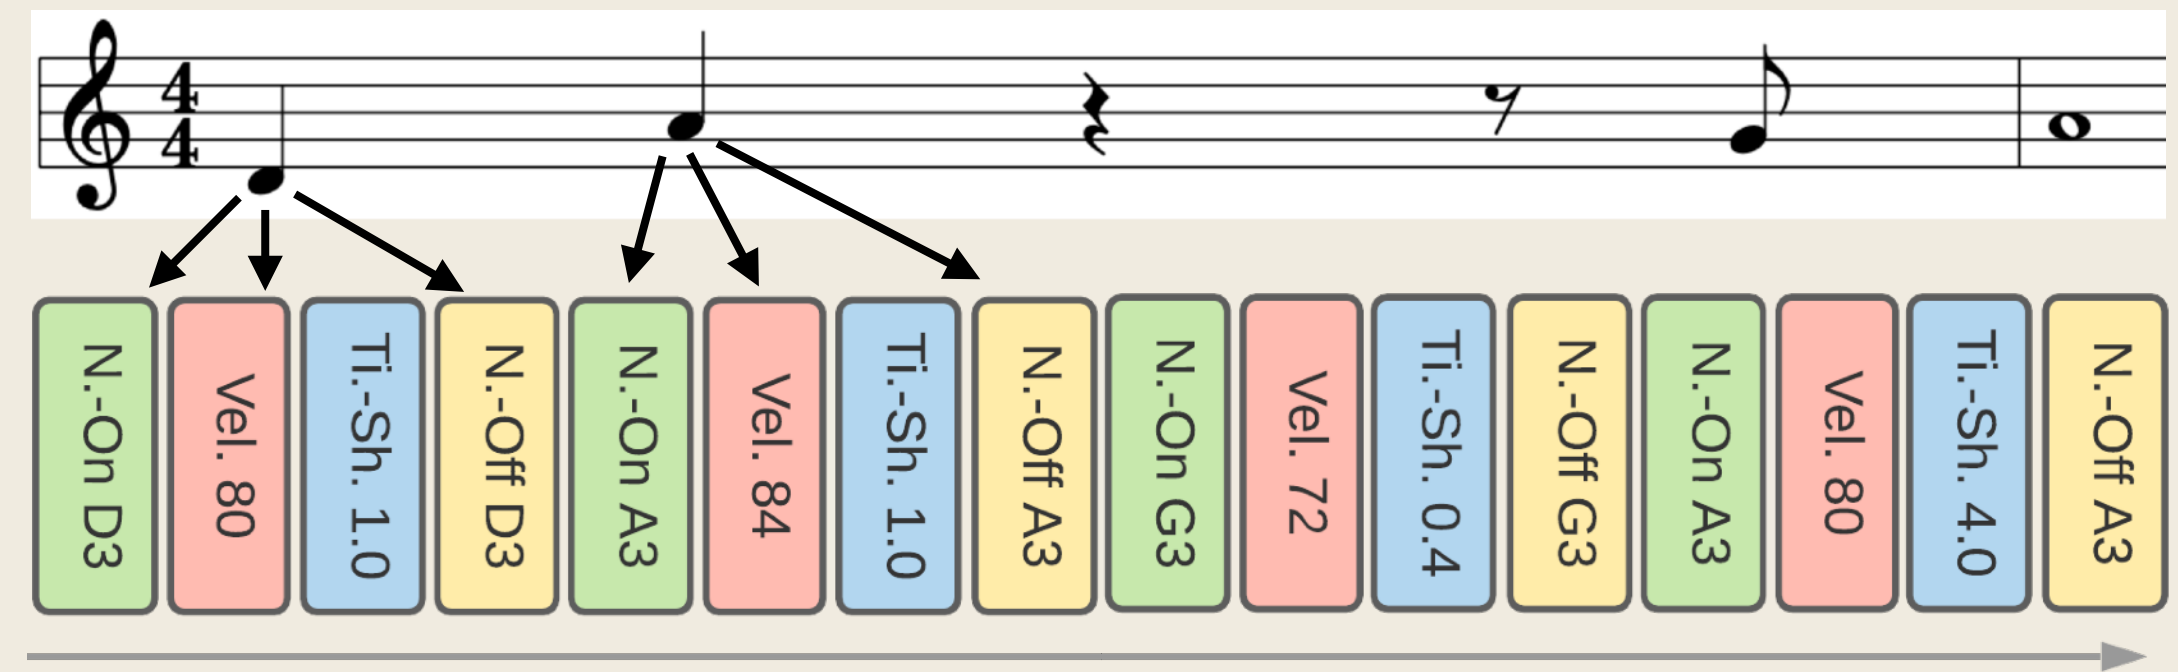 4
4
N.-On D3
Vel. 80
Ti.-Sh. 1.0
N.-Off D3
N.-On A3
Vel. 84
Ti.-Sh. 1.0
N.-Off A3
N.-On G3
Vel. 72
Ti.-Sh. 0.4
N.-Off G3
N.-On A3
Vel. 80
Ti.-Sh. 4.0
N.-Off A3